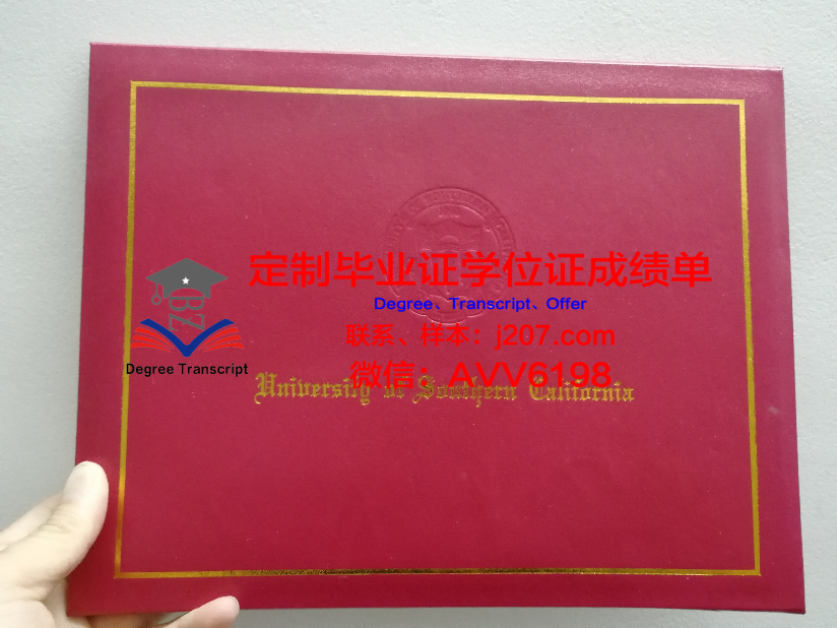 定制毕业证学位证成绩单
Degree、Transcript、Offer
联系、样本：j207.com
微信：AVV6198
Degree Transcript
University of Southern California